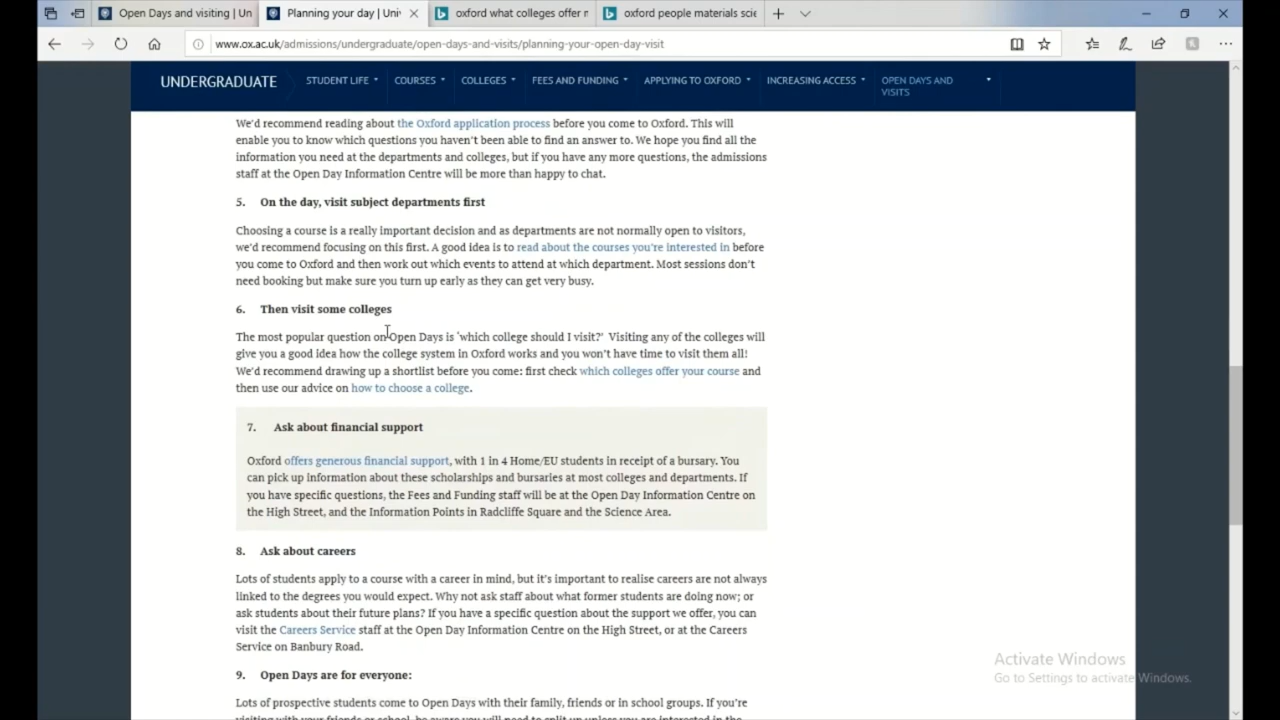 Open Days and visiting | Un
Planning your day | Univ
oxford what colleges offer m
oxford people materials scie
www.ox.ac.uk/admissions/undergraduate/open-days-and-visits/planning-your-open-day-visit
UNDERGRADUATE
STUDENT LIFE
COURSES
COLLEGES
FEES AND FUNDING
APPLYING TO OXFORD
INCREASING ACCESS
OPEN DAYS AND
VISITS
We'd recommend reading about the Oxford application process before you come to Oxford. This will
enable you to know which questions you haven't been able to find an answer to. We hope you find all the
information you need at the departments and colleges, but if you have any more questions, the admissions
staff at the Open Day Information Centre will be more than happy to chat.
5. On the day, visit subject departments first
Choosing a course is a really important decision and as departments are not normally open to visitors,
we'd recommend focusing on this first. A good idea is to read about the courses you're interested in before
you come to Oxford and then work out which events to attend at which department. Most sessions don't
need booking but make sure you turn up early as they can get very busy.
6. Then visit some colleges
The most popular question on Open Days is 'which college should I visit?' Visiting any of the colleges will
give you a good idea how the college system in Oxford works and you won't have time to visit them all!
We'd recommend drawing up a shortlist before you come: first check which colleges offer your course and
then use our advice on how to choose a college.
7. Ask about financial support
Oxford offers generous financial support, with 1 in 4 Home/EU students in receipt of a bursary. You
can pick up information about these scholarships and bursaries at most colleges and departments. If
you have specific questions, the Fees and Funding staff will be at the Open Day Information Centre on
the High Street, and the Information Points in Radcliffe Square and the Science Area.
8. Ask about careers
Lots of students apply to a course with a career in mind, but it's important to realise careers are not always
linked to the degrees you would expect. Why not ask staff about what former students are doing now; or
ask students about their future plans? If you have a specific question about the support we offer, you can
visit the Careers Service staff at the Open Day Information Centre on the High Street, or at the Careers
Service on Banbury Road.
9. Open Days are for everyone:
Lots of prospective students come to Open Days with their family, friends or in school groups. If you're
visiting with your friends or school, be aware you will need to split up unless you are interested in the
Activate Windows
Go to Settings to activate Windows.